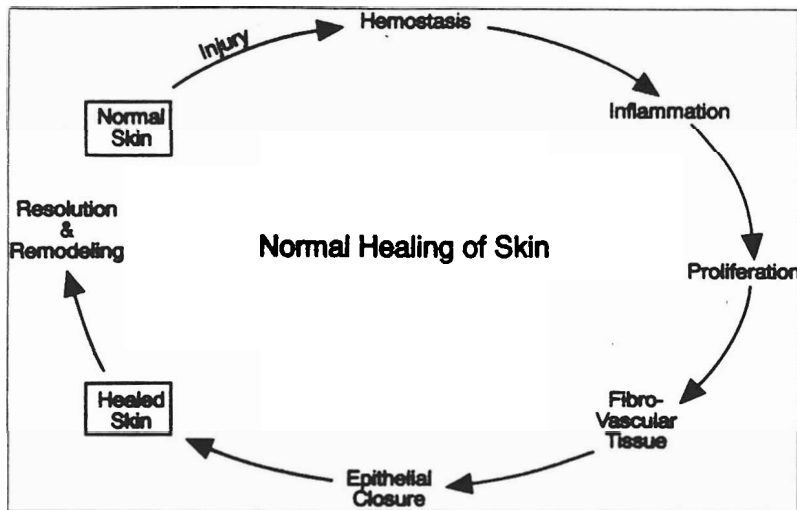 Injury
Hemostasis
Inflammation
Proliferation
Fibro-
Vascular
Tissue
Epithelial
Closure
Healed
Skin
Resolution
&
Remodeling
Normal
Skin
Normal Healing of Skin